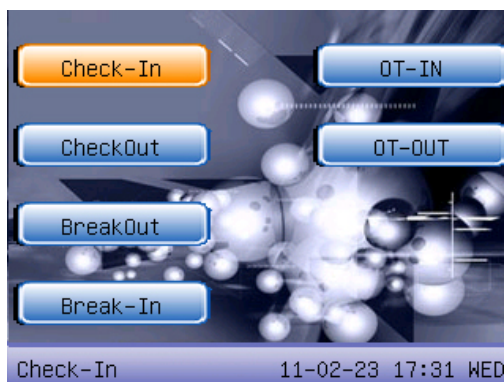 Check-In
OT-IN
CheckOut
OT-OUT
BreakOut
Break-In
Check-In 11-02-23 17:31 WED